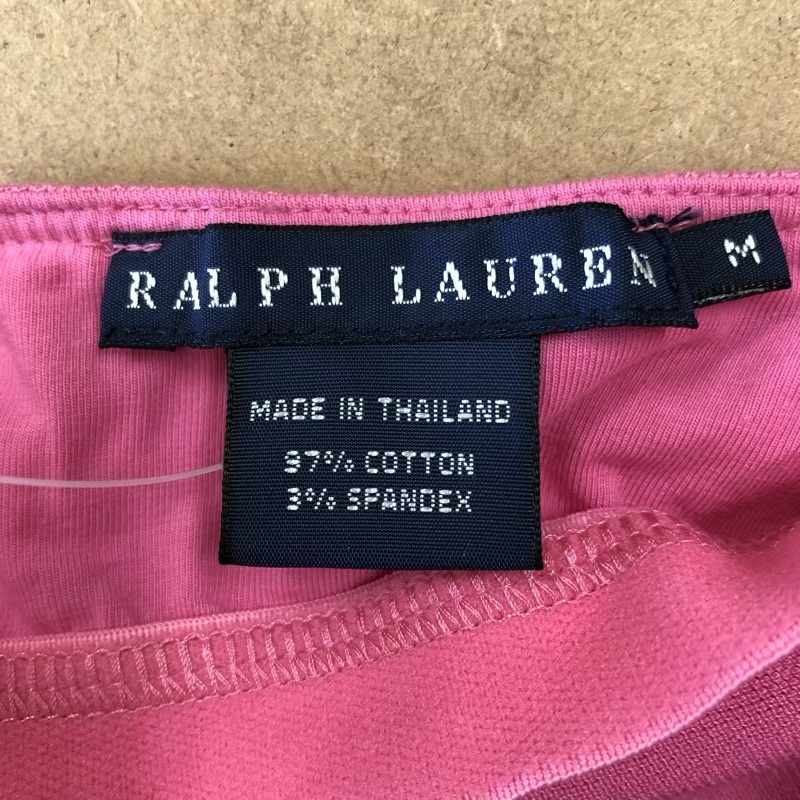 RALPH LAUREN
M
MADE IN THAILAND
97% COTTON
3% SPANDEX